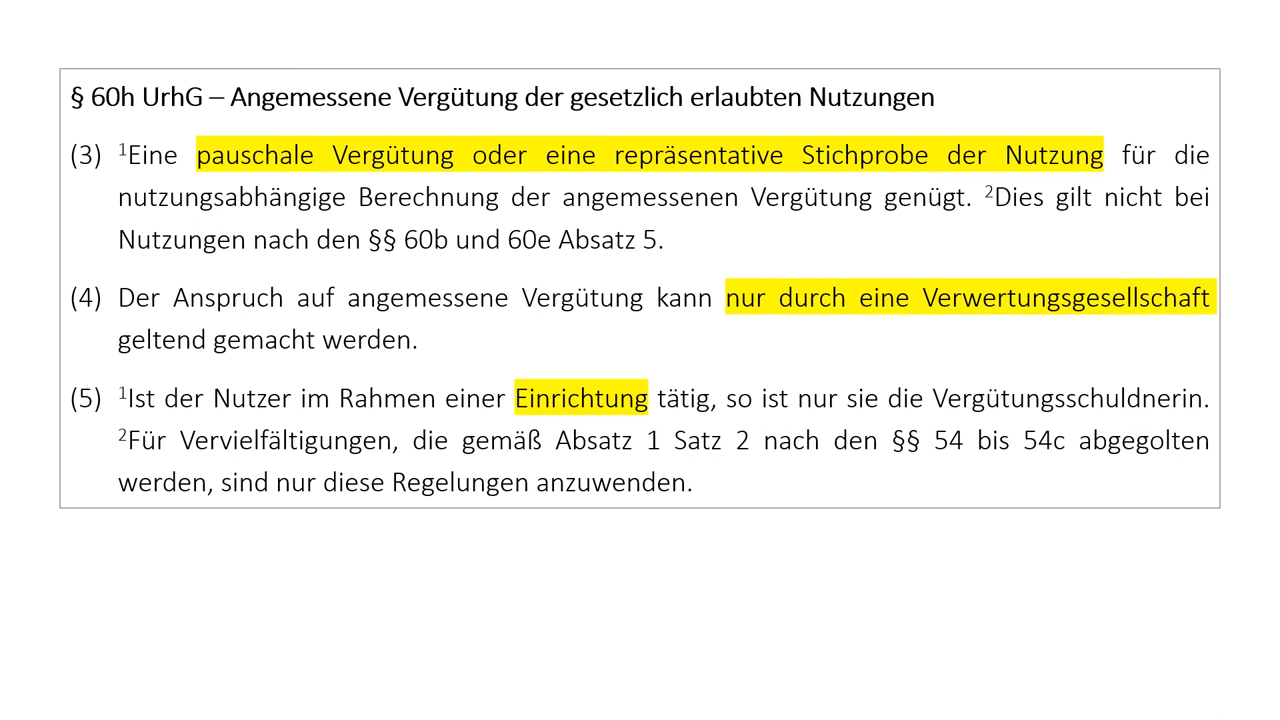 § 60h UrhG – Angemessene Vergütung der gesetzlich erlaubten Nutzungen
(3) ¹Eine pauschale Vergütung oder eine repräsentative Stichprobe der Nutzung für die
nutzungsabhängige Berechnung der angemessenen Vergütung genügt. ²Dies gilt nicht bei
Nutzungen nach den §§ 60b und 60e Absatz 5.
(4) Der Anspruch auf angemessene Vergütung kann nur durch eine Verwertungsgesellschaft
geltend gemacht werden.
(5) ¹Ist der Nutzer im Rahmen einer Einrichtung tätig, so ist nur sie die Vergütungsschuldnerin.
²Für Vervielfältigungen, die gemäß Absatz 1 Satz 2 nach den §§ 54 bis 54c abgegolten
werden, sind nur diese Regelungen anzuwenden.